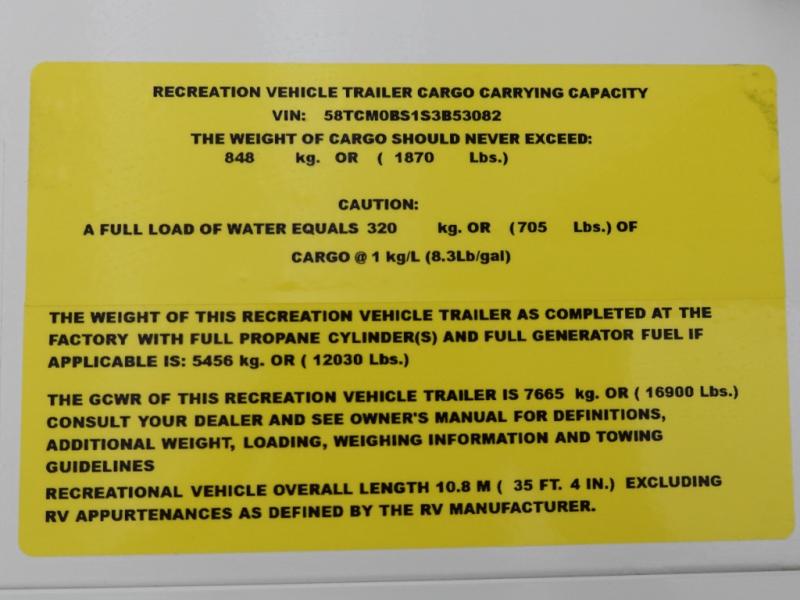 RECREATION VEHICLE TRAILER CARGO CARRYING CAPACITY
VIN: 58TCM0BS1S3B53082
THE WEIGHT OF CARGO SHOULD NEVER EXCEED:
848 kg. OR ( 1870 Lbs.)
CAUTION:
A FULL LOAD OF WATER EQUALS 320 kg. OR (705 Lbs.) OF
CARGO @ 1 kg/L (8.3Lb/gal)
THE WEIGHT OF THIS RECREATION VEHICLE TRAILER AS COMPLETED AT THE
FACTORY WITH FULL PROPANE CYLINDER(S) AND FULL GENERATOR FUEL IF
APPLICABLE IS: 5456 kg. OR ( 12030 Lbs.)
THE GCWR OF THIS RECREATION VEHICLE TRAILER IS 7665 kg. OR ( 16900 Lbs.)
CONSULT YOUR DEALER AND SEE OWNER'S MANUAL FOR DEFINITIONS,
ADDITIONAL WEIGHT, LOADING, WEIGHING INFORMATION AND TOWING
GUIDELINES
RECREATIONAL VEHICLE OVERALL LENGTH 10.8 M ( 35 FT. 4 IN.) EXCLUDING
RV APPURTENANCES AS DEFINED BY THE RV MANUFACTURER.